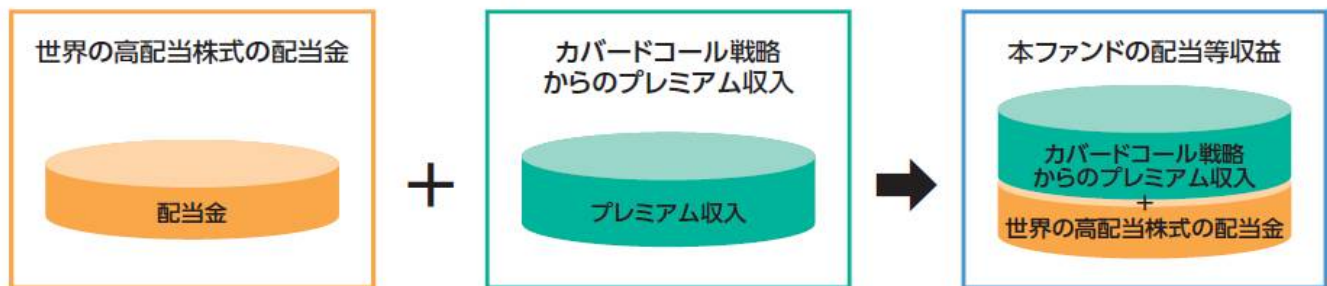 世界の高配当株式の配当金
配当金
+
カバードコール戦略
からのプレミアム収入
プレミアム収入
本ファンドの配当等収益
カバードコール戦略
からのプレミアム収入
+
世界の高配当株式の配当金